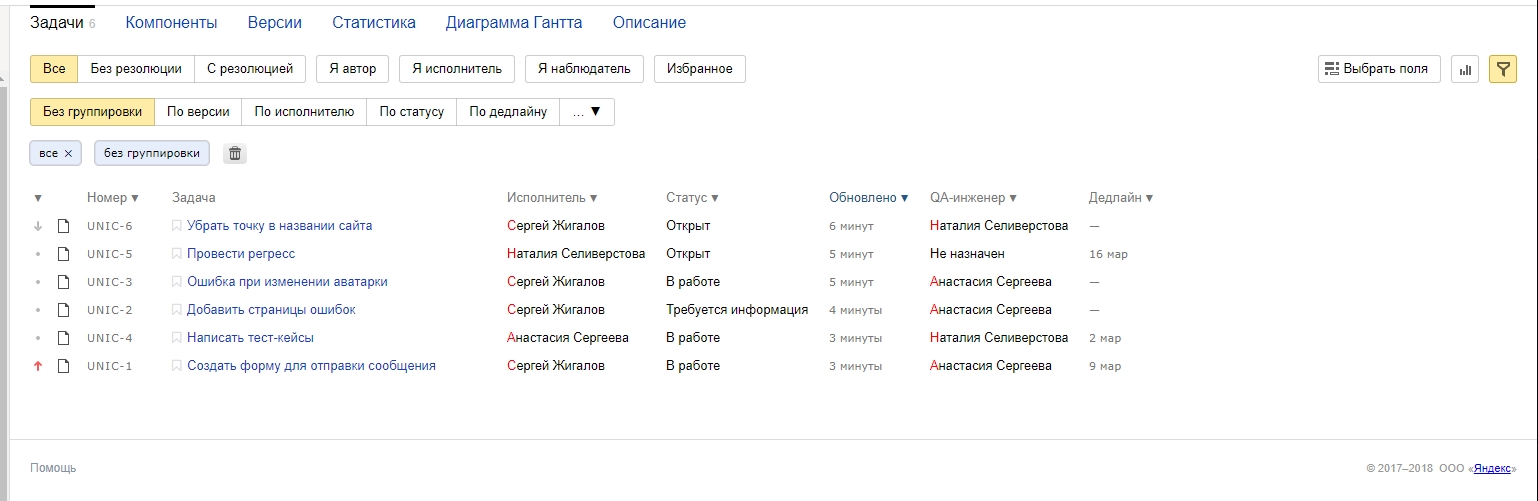 Задачи 6 Компоненты Версии Статистика Диаграмма Гантта Описание
Все Без резолюции С резолюцией Я автор Я исполнитель Я наблюдатель Избранное Выбрать поля
Без группировки По версии По исполнителю По статусу По дедлайну ... ▼
все × без группировки
▼ Номер ▼ Задача Исполнитель ▼ Статус ▼ Обновлено ▼ QA-инженер ▼ Дедлайн ▼
UNIC-6 Убрать точку в названии сайта Сергей Жигалов Открыт 6 минут Наталия Селиверстова —
UNIC-5 Провести регресс Наталия Селиверстова Открыт 5 минут Не назначен 16 мар
UNIC-3 Ошибка при изменении аватарки Сергей Жигалов В работе 5 минут Анастасия Сергеева —
UNIC-2 Добавить страницы ошибок Сергей Жигалов Требуется информация 4 минуты Анастасия Сергеева —
UNIC-4 Написать тест-кейсы Анастасия Сергеева В работе 3 минуты Наталия Селиверстова 2 мар
UNIC-1 Создать форму для отправки сообщения Сергей Жигалов В работе 3 минуты Анастасия Сергеева 9 мар
Помощь © 2017–2018 ООО «Яндекс»